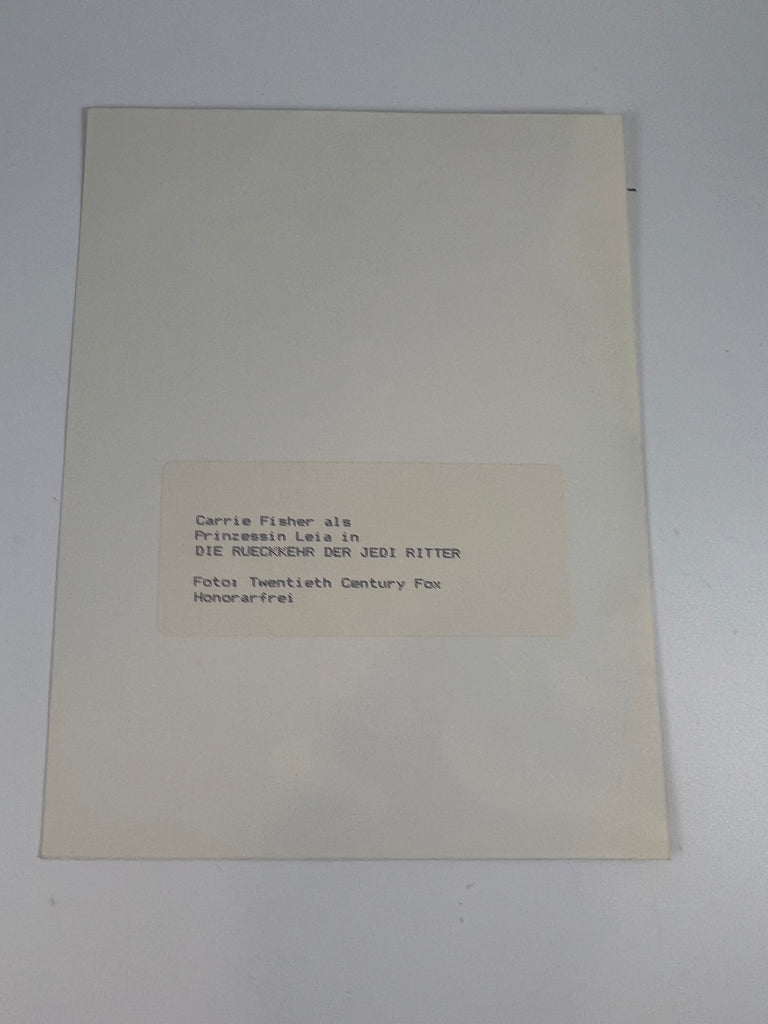 Carrie Fisher als
Prinzessin Leia in
DIE RUECKKEHR DER JEDI RITTER
Foto: Twentieth Century Fox
Honorarfrei